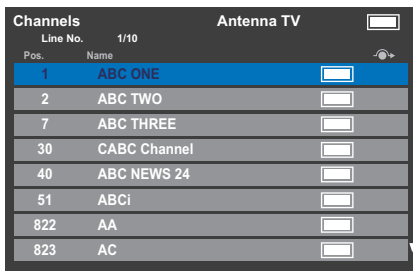 Channels Antenna TV
Line No. 1/10
Pos. Name
1 ABC ONE
2 ABC TWO
7 ABC THREE
30 CABC Channel
40 ABC NEWS 24
51 ABCi
822 AA
823 AC